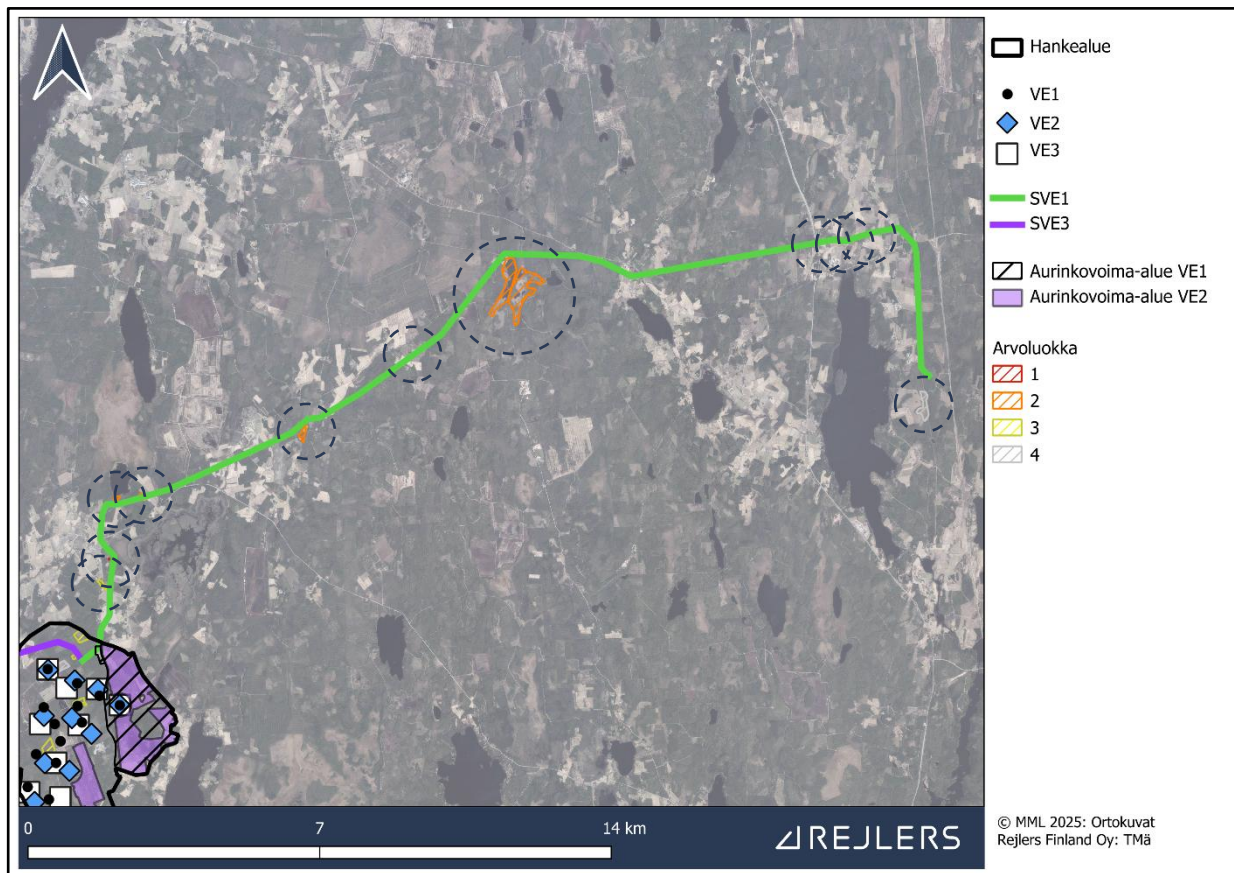 Hankealue
VE1
VE2
VE3
SVE1
SVE3
Aurinkovoima-alue VE1
Aurinkovoima-alue VE2
Arvoluokka
1
2
3
4
0 7 14 km
REJLERS
© MML 2025: Ortokuvat
Rejlers Finland Oy: TMä